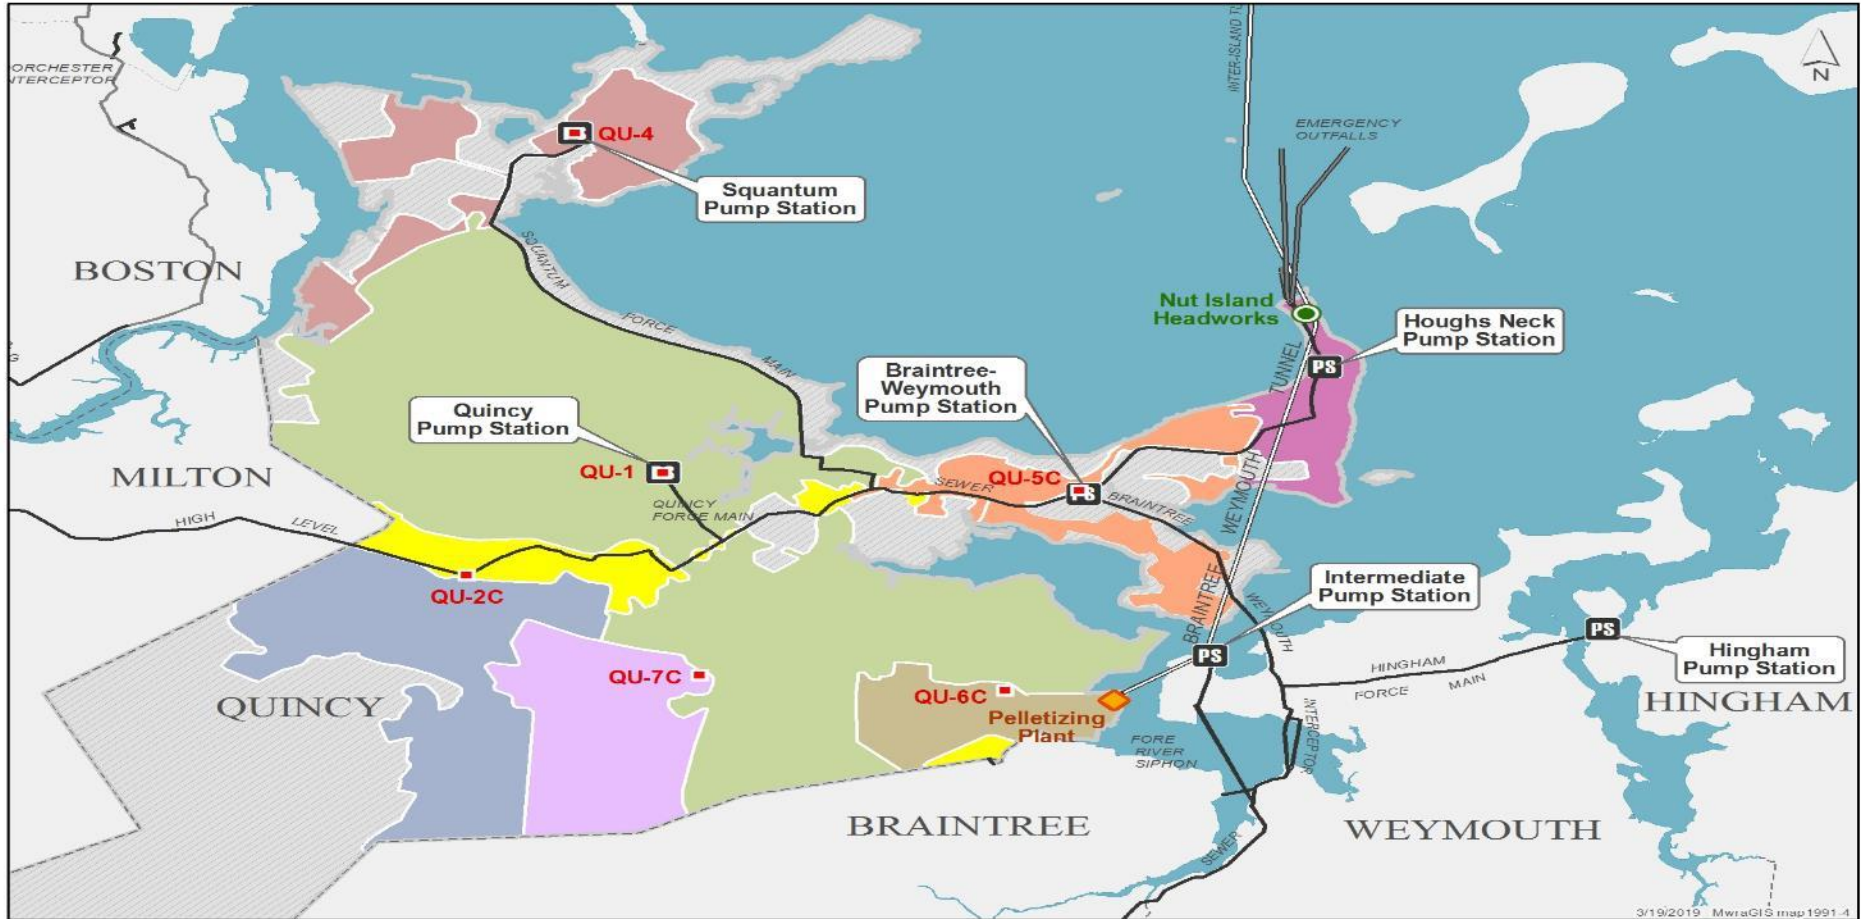 ORCHESTER
NTERCEPTOR
INTER-ISLAND TU
N
EMERGENCY
OUTFALLS
QU-4
Squantum
Pump Station
BOSTON
SQUANTUM
FORCE
MAIN
Nut Island
Headworks
Houghs Neck
Pump Station
PS
TUNNEL
Braintree-
Weymouth
Pump Station
Quincy
Pump Station
MILTON
QU-1
QU-5C
SEWER
BRAINTREE
WEYMOUTH
QUINCY
FORCE MAIN
HIGH
LEVEL
QU-2C
BRAINTREE
WEYMOUTH
Intermediate
Pump Station
PS
PS
Hingham
Pump Station
HINGHAM
FORCE
MAIN
HINGHAM
QUINCY
QU-7C
QU-6C
Pelletizing
Plant
INTERCEPTOR
FORE
RIVER
SIPHON
BRAINTREE
WEYMOUTH
SEWER
3/19/2019 MwraGIS map1991-4